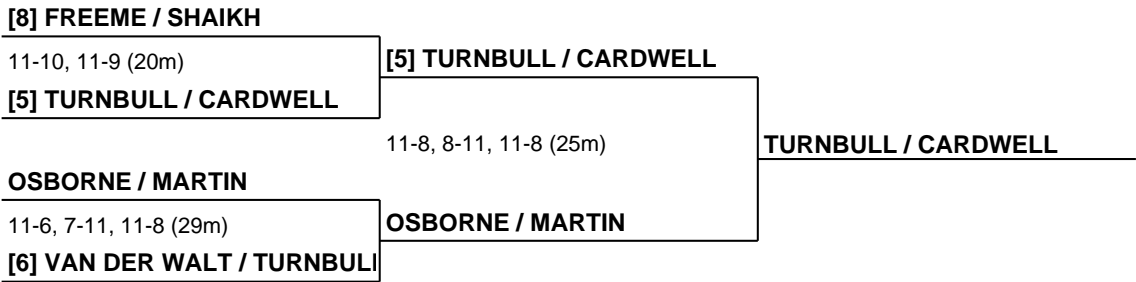 [8] FREEME / SHAIKH
11-10, 11-9 (20m)
[5] TURNBULL / CARDWELL
[5] TURNBULL / CARDWELL
11-8, 8-11, 11-8 (25m)
TURNBULL / CARDWELL
OSBORNE / MARTIN
11-6, 7-11, 11-8 (29m)
OSBORNE / MARTIN
[6] VAN DER WALT / TURNBUL